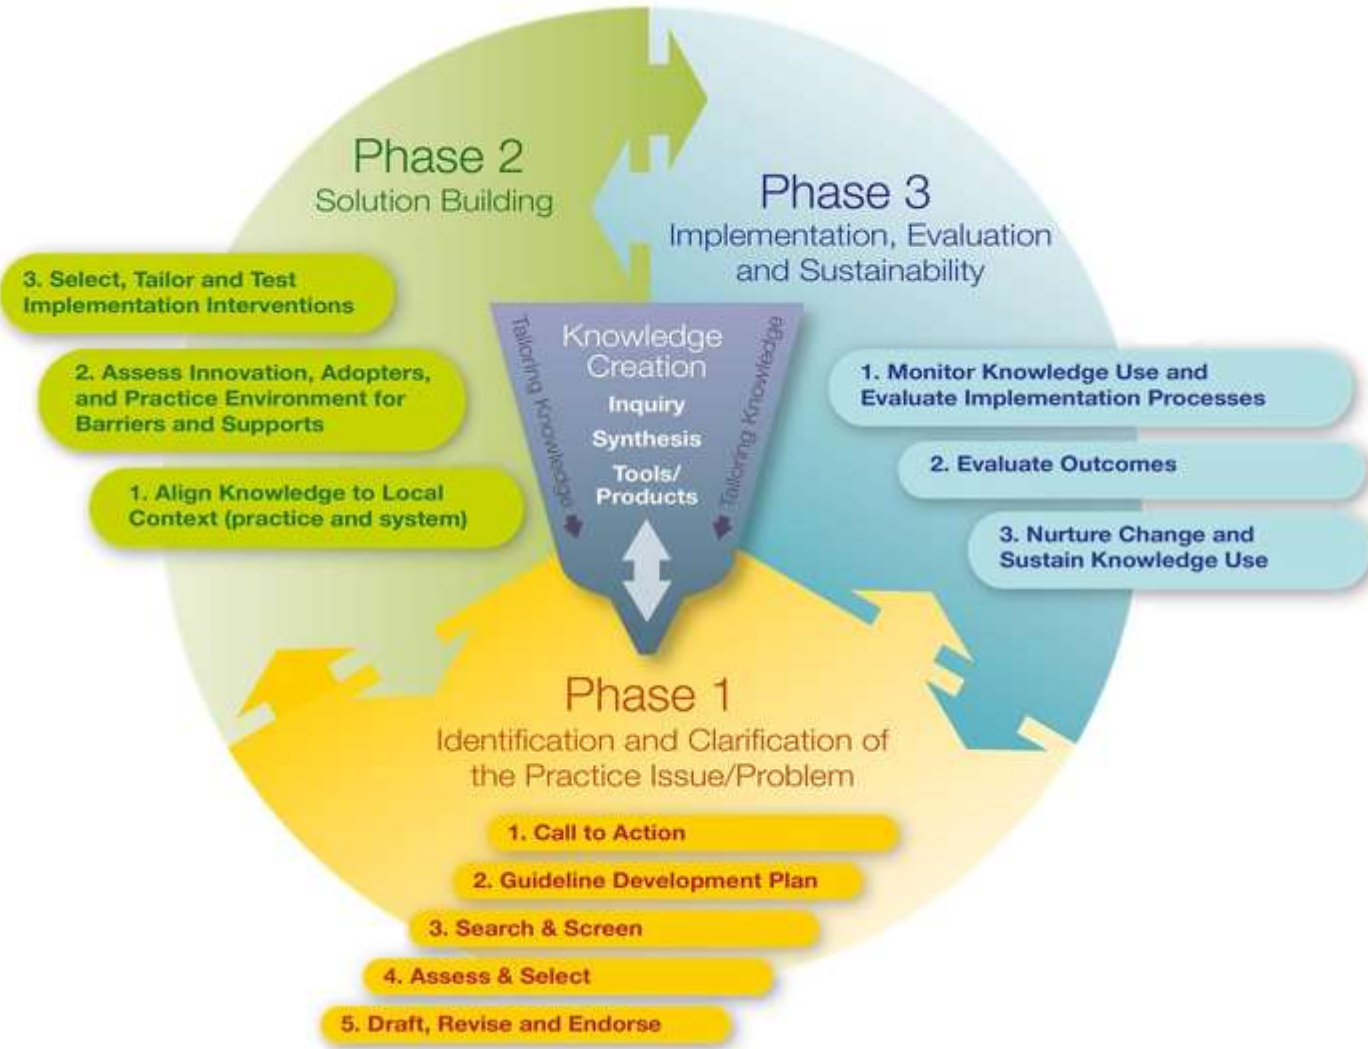 Phase 2
Solution Building
3. Select, Tailor and Test
Implementation Interventions
2. Assess Innovation, Adopters,
and Practice Environment for
Barriers and Supports
1. Align Knowledge to Local
Context (practice and system)
Phase 3
Implementation, Evaluation
and Sustainability
1. Monitor Knowledge Use and
Evaluate Implementation Processes
2. Evaluate Outcomes
3. Nurture Change and
Sustain Knowledge Use
Tailoring Knowledge
Knowledge
Creation
Inquiry
Synthesis
Tools/
Products
Tailoring Knowledge
Phase 1
Identification and Clarification of
the Practice Issue/Problem
1. Call to Action
2. Guideline Development Plan
3. Search & Screen
4. Assess & Select
5. Draft, Revise and Endorse